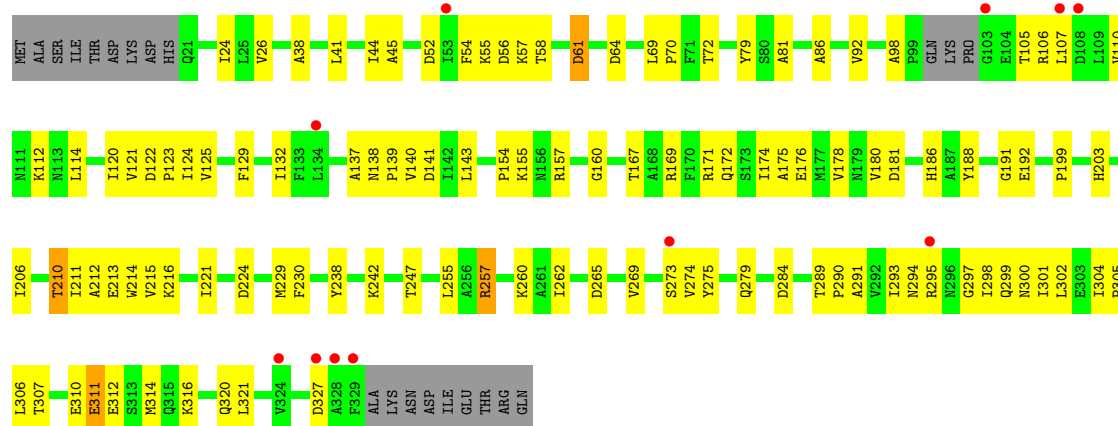 MET ALA SER ILE THR ASP LYS ASP HIS Q21 I24 L25 V26 A38 L41 I44 A45 D52 I53 F54 K55 D56 K57 T58 D61 D64 L69 P70 F71 T72 Y79 S80 A81 A86 V92 A98 P99 GLN LYS PRO G103 E104 T105 R106 L107 D108 L109 V110
N111 K112 N113 L114 I120 V121 D122 P123 I124 V125 F129 I132 F133 L134 A137 N138 P139 V140 D141 I142 L143 P154 K155 N156 R157 G160 T167 A168 R169 F170 R171 Q172 S173 I174 A175 E176 M177 V178 N179 V180 D181 H186 A187 Y188 G191 E192 P199 H203
I206 T210 I211 A212 E213 W214 V215 K216 I221 D224 M229 F230 Y238 K242 T247 L255 A256 R257 K260 A261 I262 D265 V269 S273 V274 Y275 Q279 D284 T289 P290 A291 V292 I293 N294 R295 N296 G297 I298 Q299 N300 I301 L302 E303 I304
L306 T307 E310 E311 E312 S313 M314 Q315 K316 Q320 L321 V324 D327 A328 F329 ALA LYS ASN ASP ILE GLU THR ARG GLN